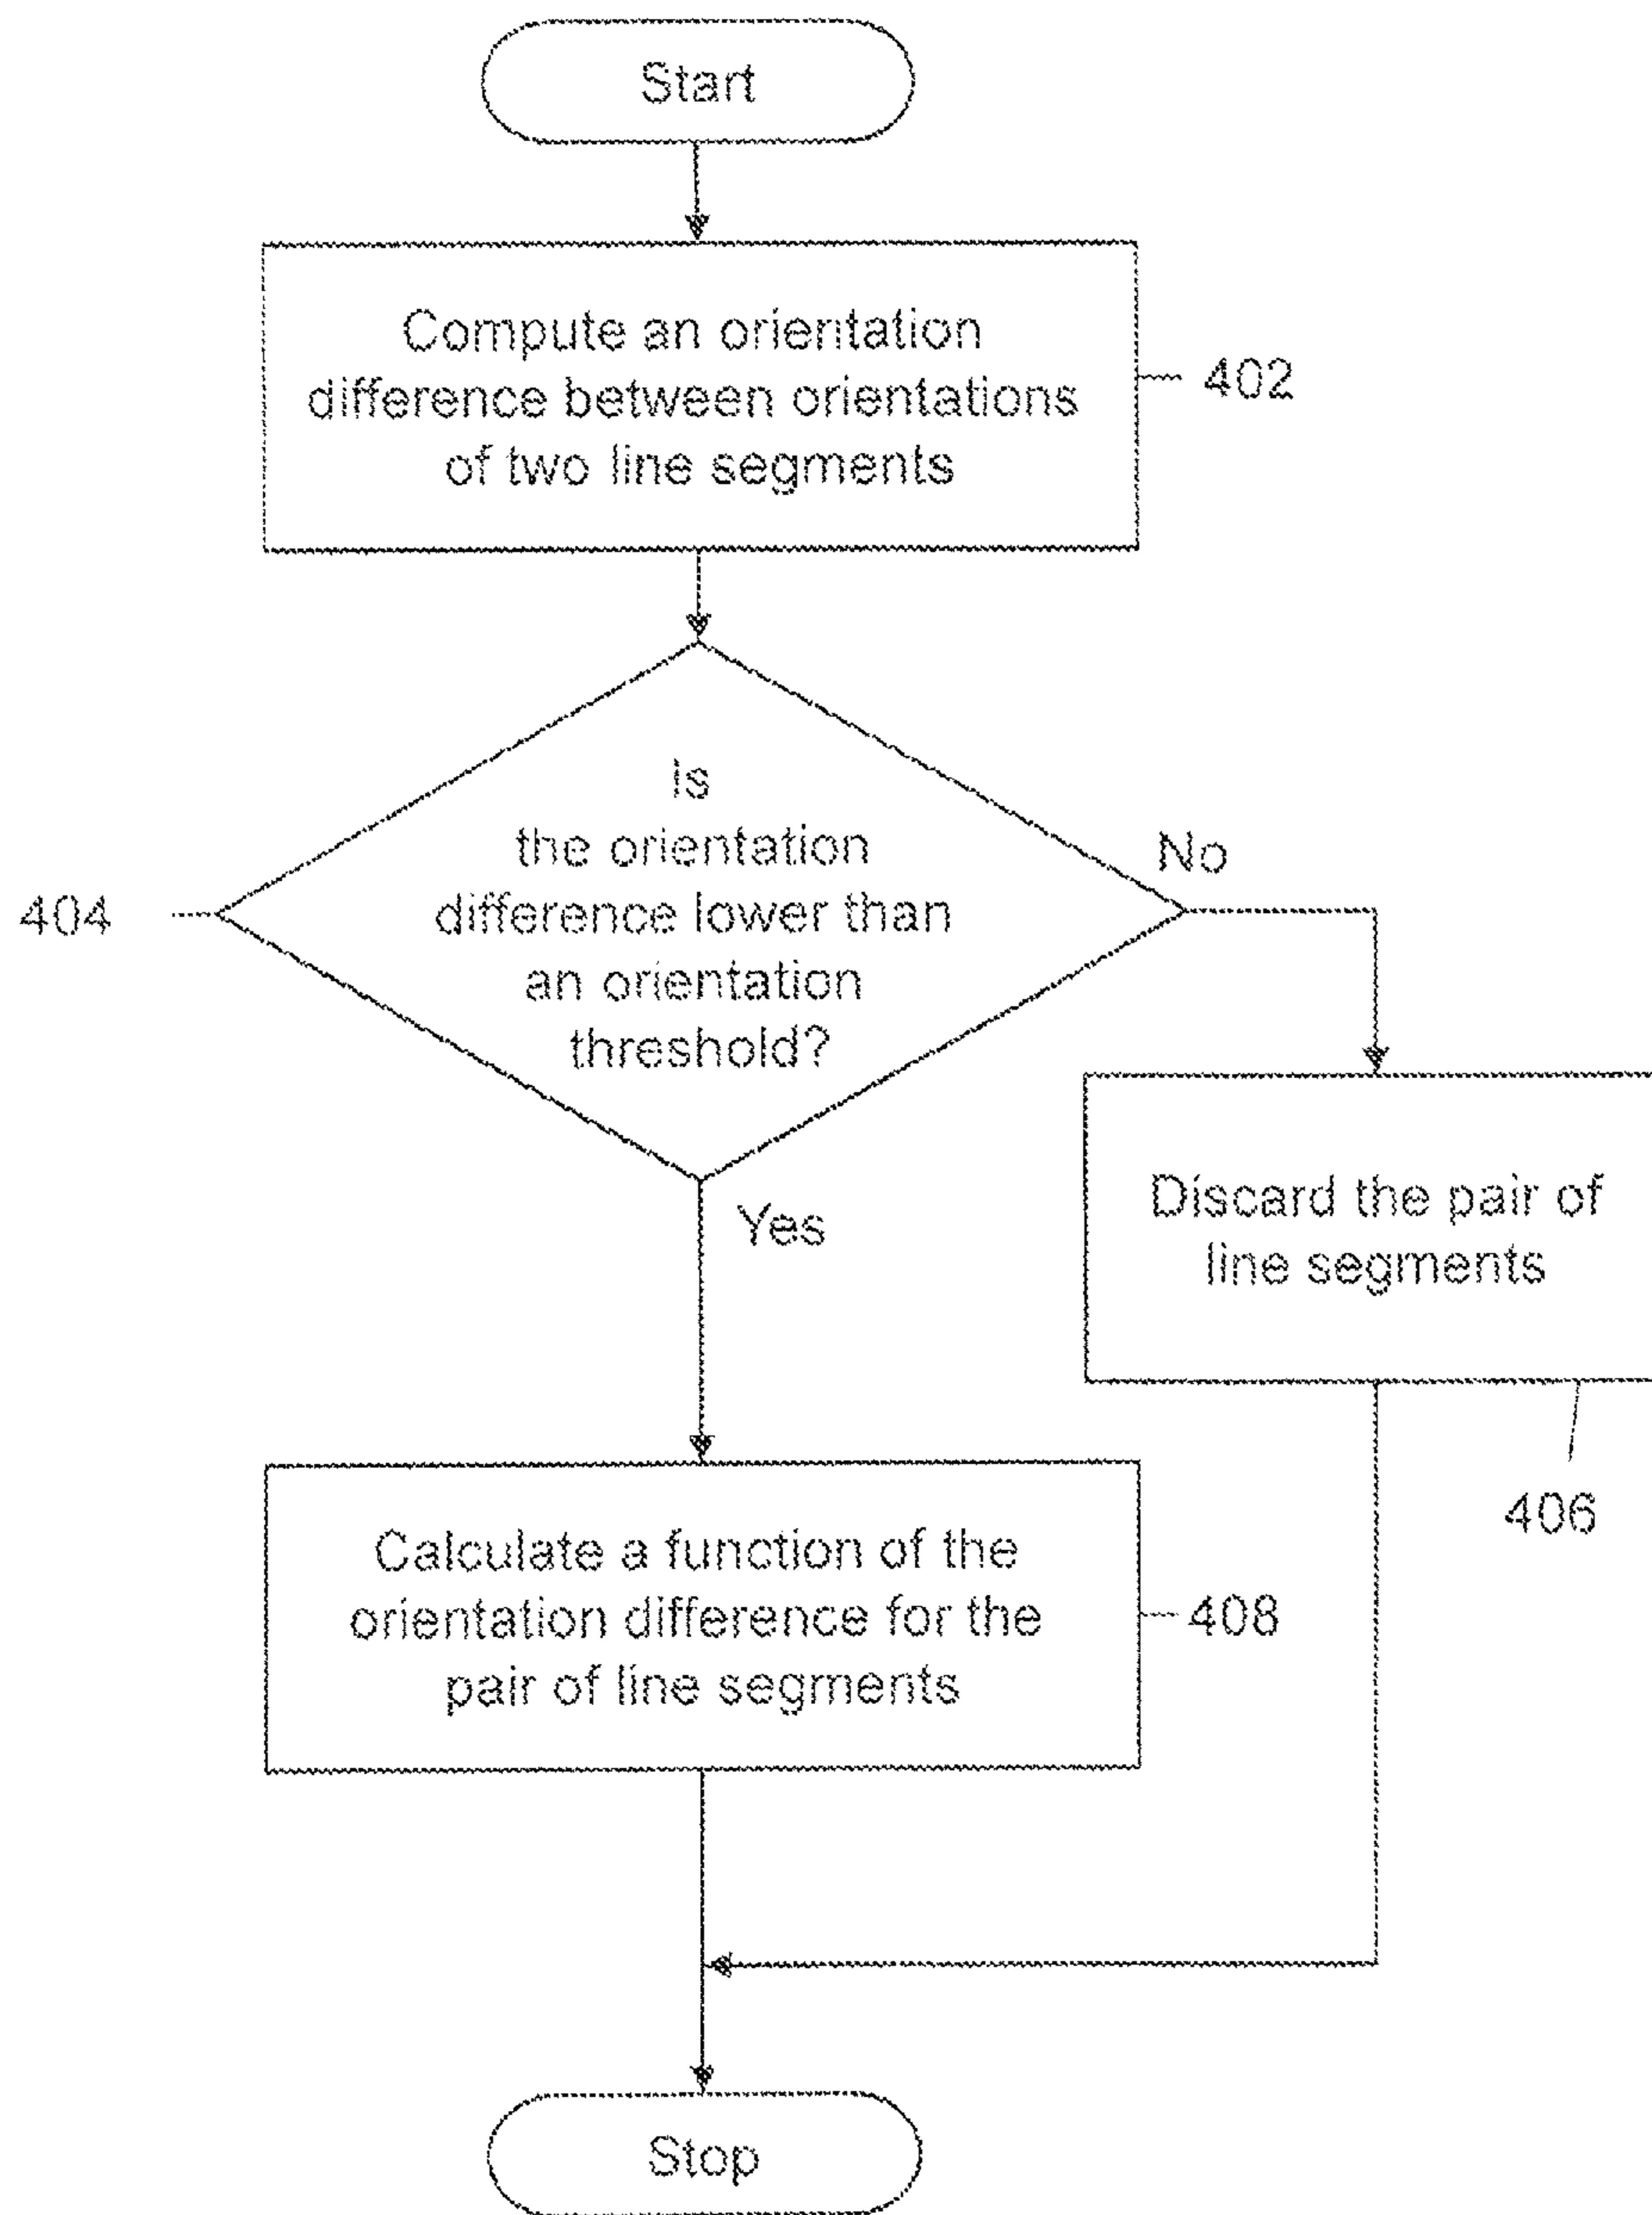 Start
Compute an orientation
difference between orientations
of two line segments
402
Is
the orientation
difference lower than
an orientation
threshold?
404
No
Yes
Discard the pair of
line segments
406
Calculate a function of the
orientation difference for the
pair of line segments
408
Stop